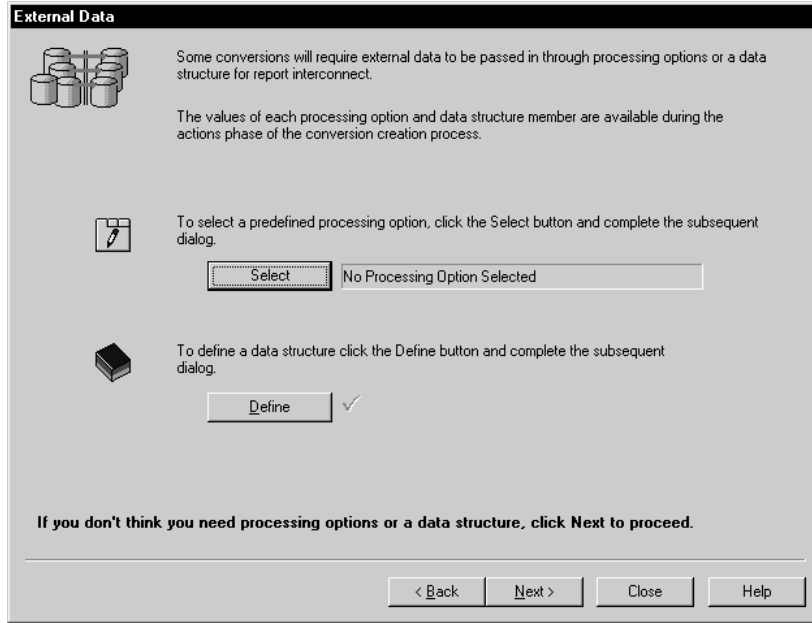 External Data
Some conversions will require external data to be passed in through processing options or a data
structure for report interconnect.
The values of each processing option and data structure member are available during the
actions phase of the conversion creation process.
To select a predefined processing option, click the Select button and complete the subsequent
dialog.
Select No Processing Option Selected
To define a data structure click the Define button and complete the subsequent
dialog.
Define
If you don't think you need processing options or a data structure, click Next to proceed.
< Back Next > Close Help